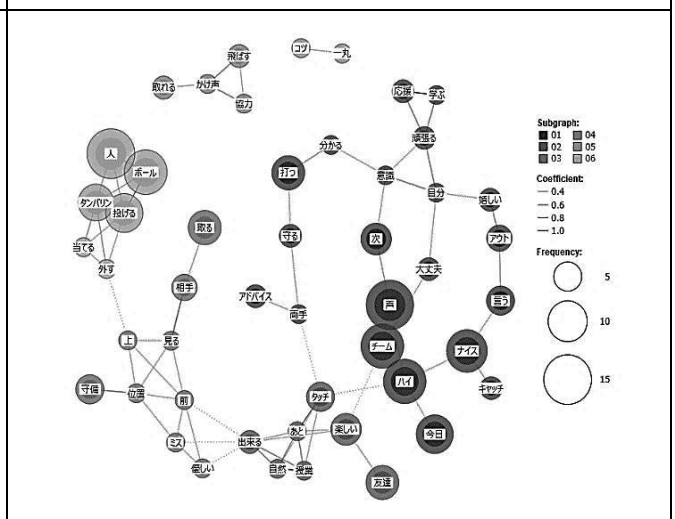 コツ
一丸
飛ばす
取れる
かけ声
協力
応援
学ぶ
頑張る
人
ボール
タンバリン
投げる
当てる
外す
分かる
打つ
意識
自分
嬉しい
守る
次
アウト
取る
大丈夫
相手
アドバイス
両手
声
言う
上
見る
チーム
ナイス
守備
位置
前
タッチ
ハイ
キャッチ
ミス
出来る
あと
楽しい
今日
優しい
自然
授業
友達
Subgraph:
01 04
02 05
03 06
Coefficient:
0.4
0.6
0.8
1.0
Frequency:
5
10
15